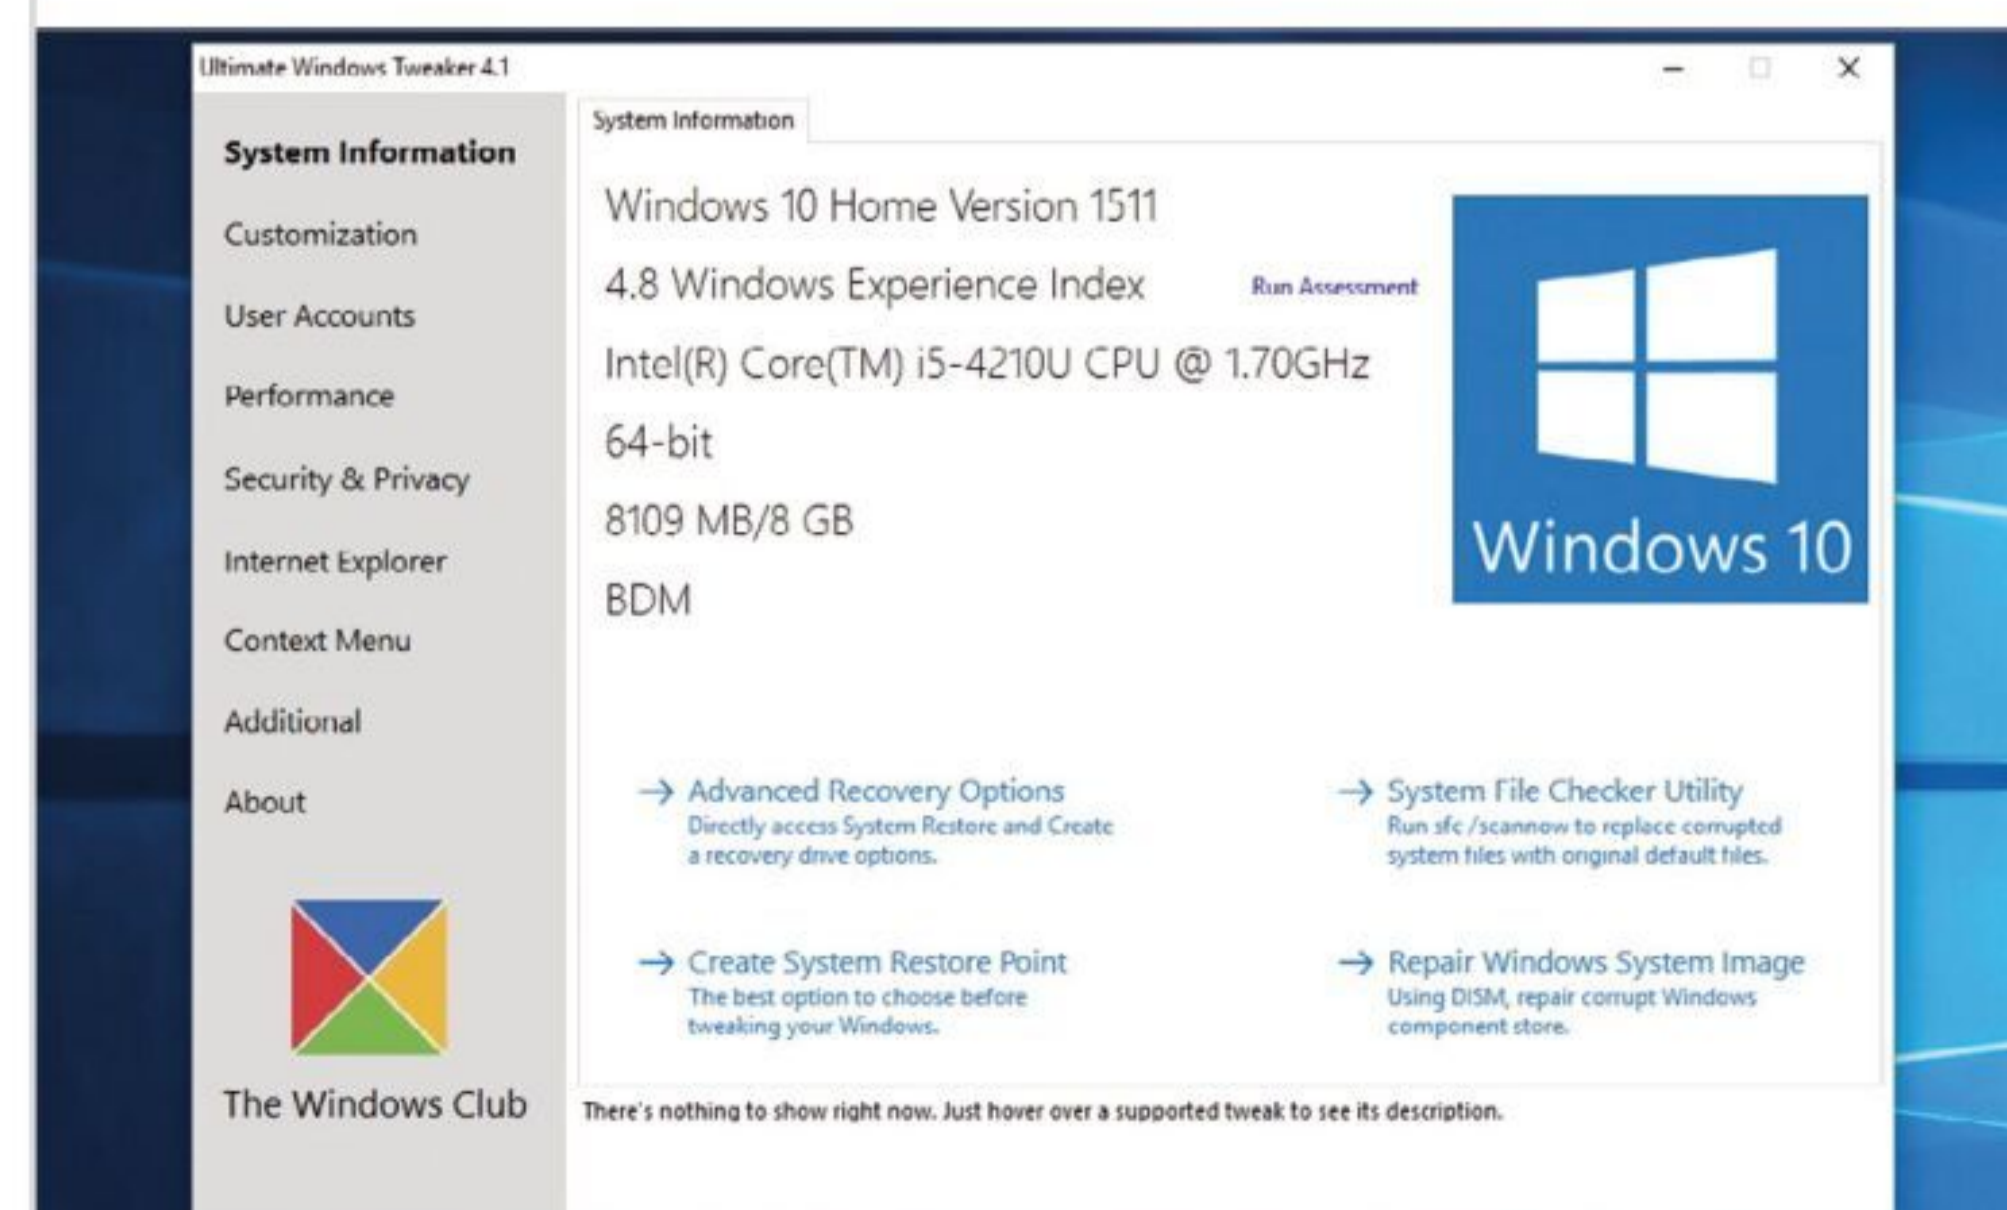 Ultimate Windows Tweaker 4.1
System Information
Customization
User Accounts
Performance
Security & Privacy
Internet Explorer
Context Menu
Additional
About
The Windows Club
System Information
Windows 10 Home Version 1511
4.8 Windows Experience Index
Run Assessment
Intel(R) Core(TM) i5-4210U CPU @ 1.70GHz
64-bit
8109 MB/8 GB
BDM
Windows 10
Advanced Recovery Options
Directly access System Restore and Create
a recovery drive options.
System File Checker Utility
Run sfc /scannow to replace corrupted
system files with original default files.
Create System Restore Point
The best option to choose before
tweaking your Windows.
Repair Windows System Image
Using DISM, repair corrupt Windows
component store.
There's nothing to show right now. Just hover over a supported tweak to see its description.